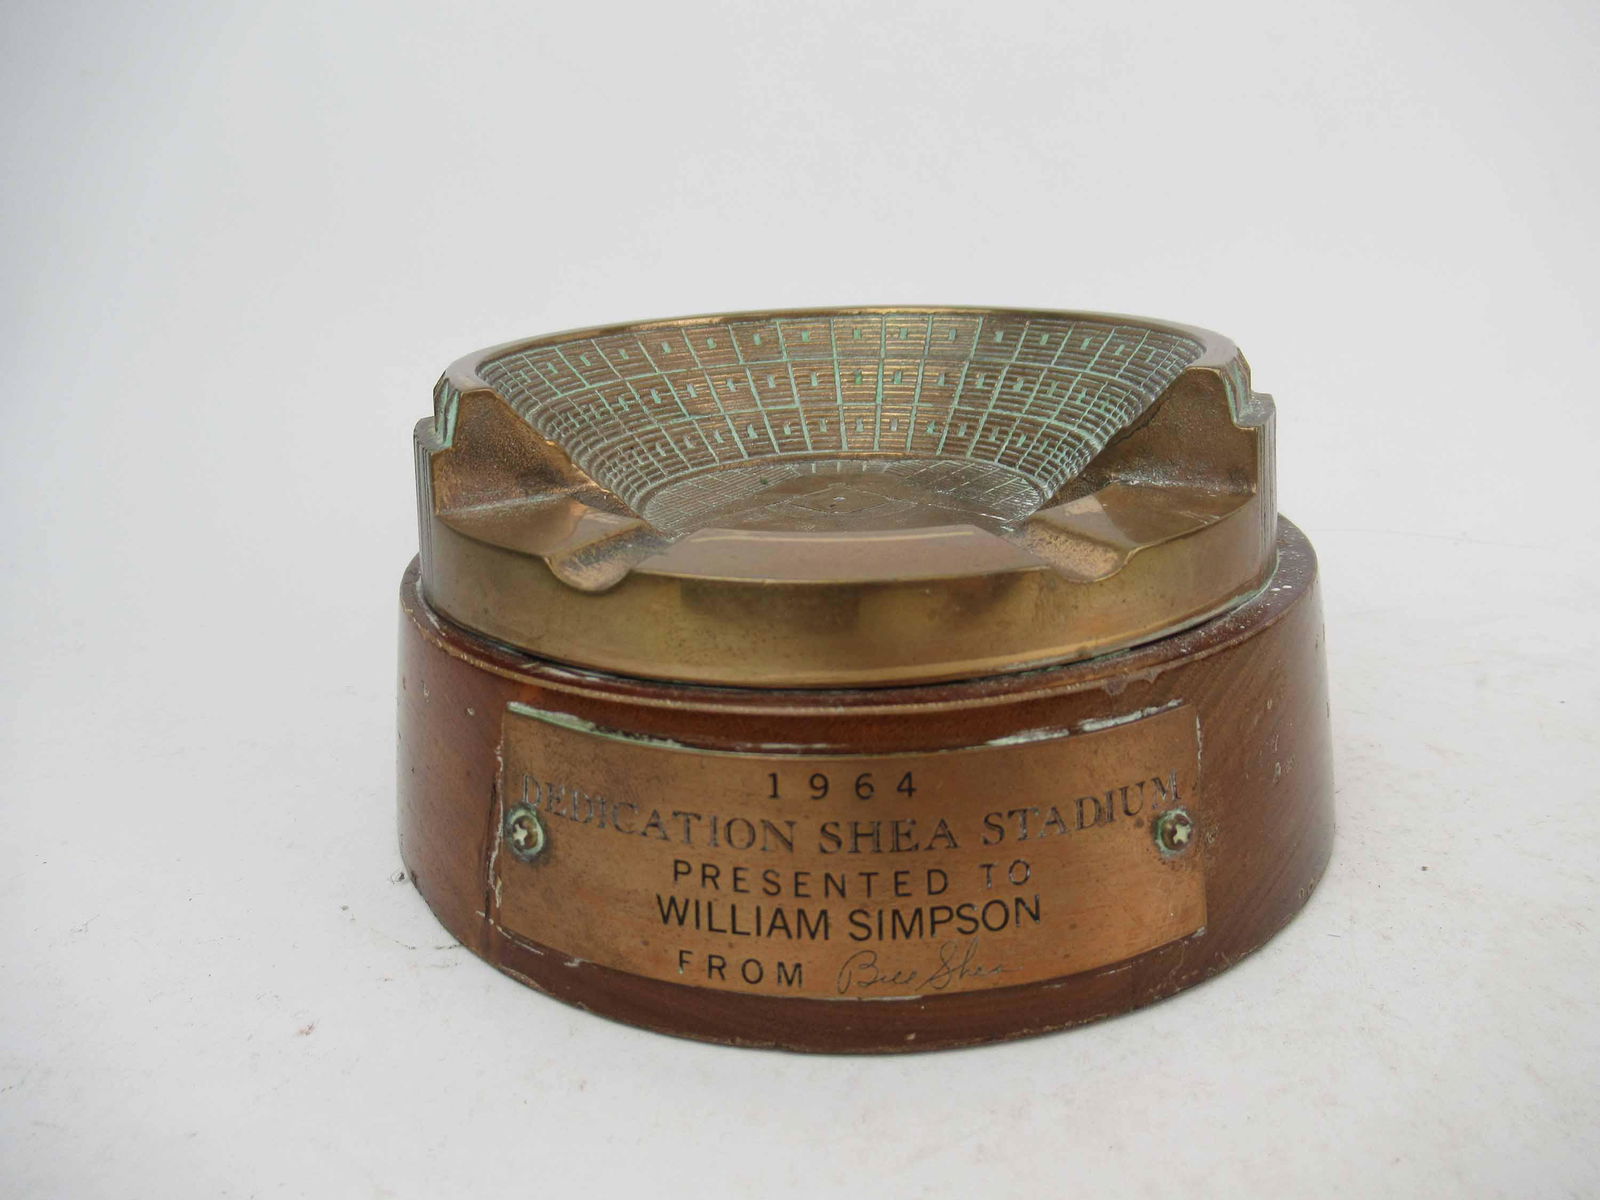 1964
DEDICATION SHEA STADIUM
PRESENTED TO
WILLIAM SIMPSON
FROM Bill Shea